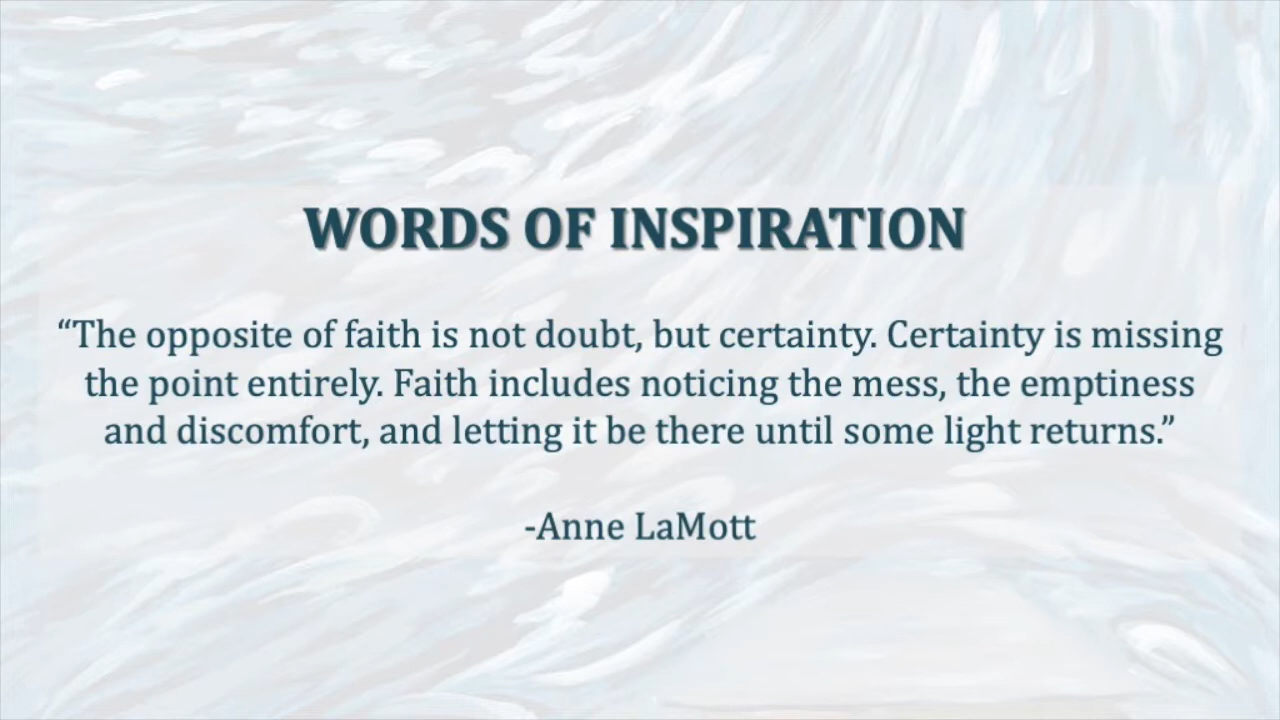 WORDS OF INSPIRATION
“The opposite of faith is not doubt, but certainty. Certainty is missing
the point entirely. Faith includes noticing the mess, the emptiness
and discomfort, and letting it be there until some light returns.”
-Anne LaMott